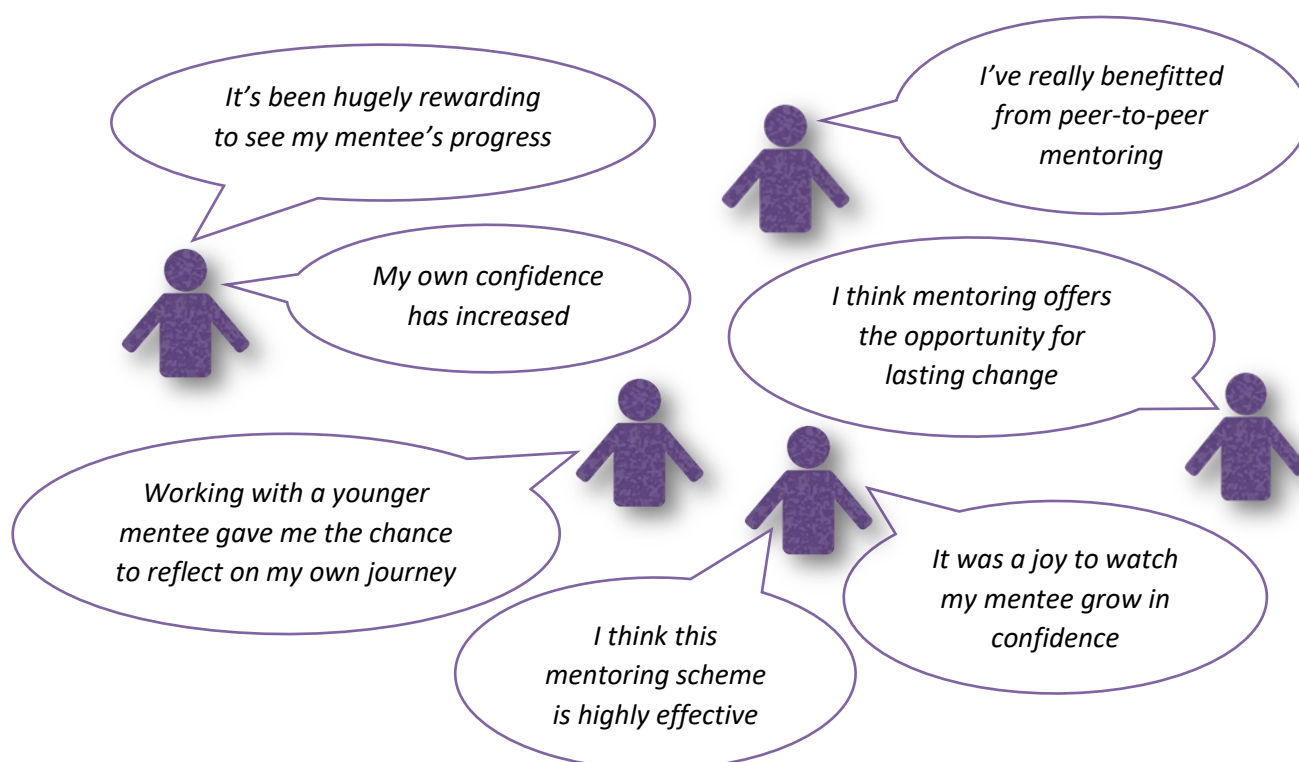 It’s been hugely rewarding
to see my mentee’s progress
I’ve really benefitted
from peer-to-peer
mentoring
My own confidence
has increased
I think mentoring offers
the opportunity for
lasting change
Working with a younger
mentee gave me the chance
to reflect on my own journey
It was a joy to watch
my mentee grow in
confidence
I think this
mentoring scheme
is highly effective